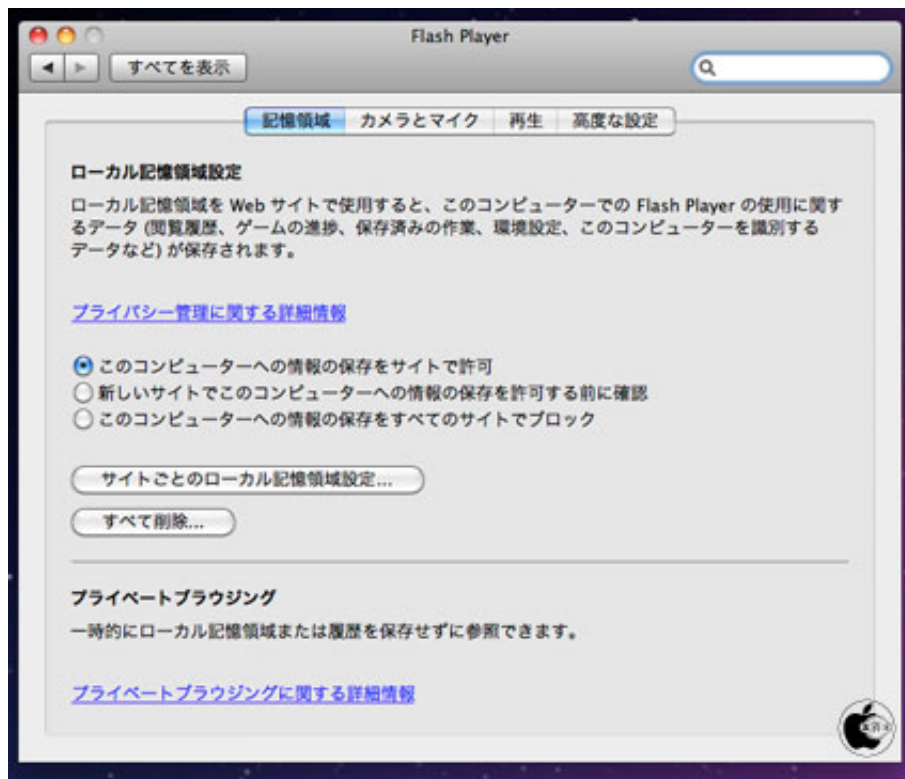 Flash Player
すべてを表示
記憶領域 カメラとマイク 再生 高度な設定
ローカル記憶領域設定
ローカル記憶領域を Web サイトで使用すると、このコンピューターでの Flash Player の使用に関す
るデータ (閲覧履歴、ゲームの進捗、保存済みの作業、環境設定、このコンピューターを識別する
データなど) が保存されます。
プライバシー管理に関する詳細情報
このコンピューターへの情報の保存をサイトで許可
新しいサイトでこのコンピューターへの情報の保存を許可する前に確認
このコンピューターへの情報の保存をすべてのサイトでブロック
サイトごとのローカル記憶領域設定...
すべて削除...
プライベートブラウジング
一時的にローカル記憶領域または履歴を保存せずに参照できます。
プライベートブラウジングに関する詳細情報